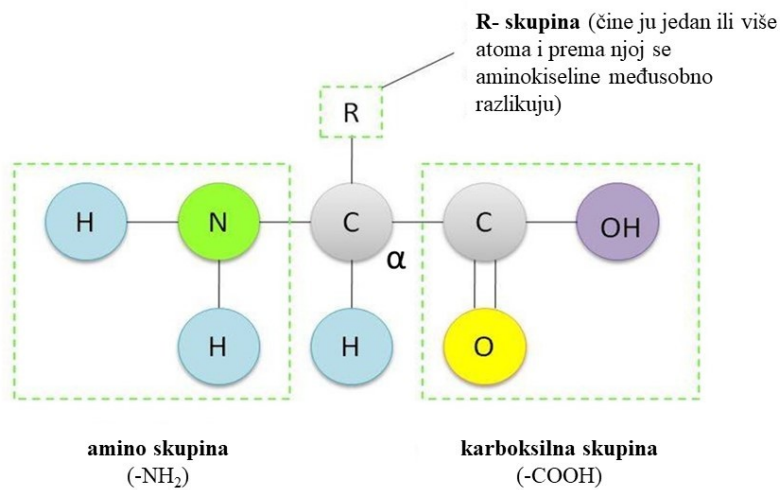 R- skupina (čine ju jedan ili više
atoma i prema njoj se
aminokiseline međusobno
razlikuju)
R
H N C C OH
α
H H O
amino skupina
(-NH₂)
karboksilna skupina
(-COOH)